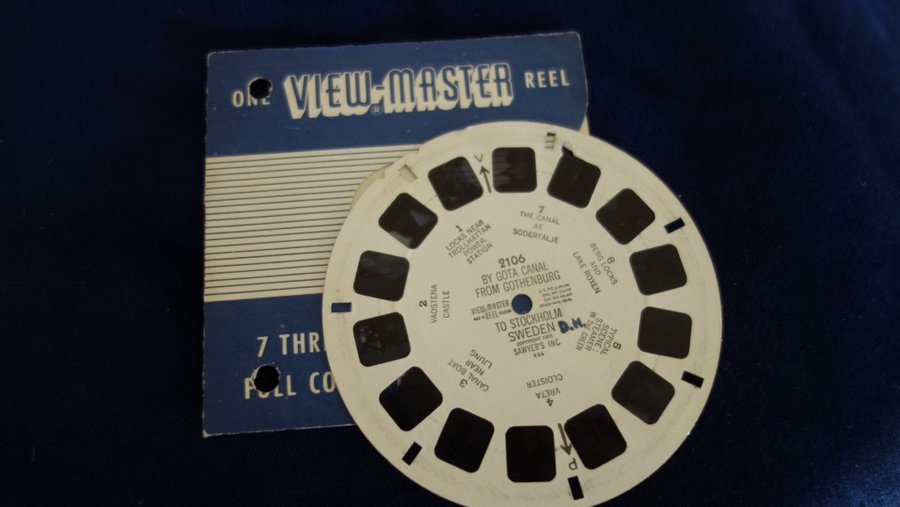 ONE VIEW-MASTER® REEL
7 THR
FULL CO
V
1
LOCKS NEAR
TROLLHATTAN
POWER
STATION
7
THE CANAL
AT
SODERTALJE
6
BERG LOCKS
AND
LAKE ROXEN
2
VADSTENA
CASTLE
2106
BY GOTA CANAL
FROM GOTHENBURG
VIEW-MASTER
REEL
TO STOCKHOLM
SWEDEN D.M.
COPYRIGHT
SAWYER'S INC.
U.S.A.
5
TYPICAL
SCENE:
STEAMER
IN THE GREEN
3
CANAL BOAT
NEAR
LJUNG
4
VRETA
CLOISTER
P